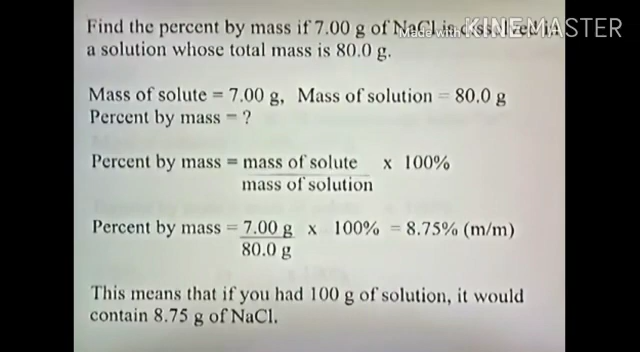 Find the percent by mass if 7.00 g of NaCl is dissolved in
Made with KINEMASTER
a solution whose total mass is 80.0 g.
Mass of solute = 7.00 g, Mass of solution = 80.0 g
Percent by mass = ?
Percent by mass = mass of solute x 100%
mass of solution
Percent by mass = 7.00 g x 100% = 8.75% (m/m)
80.0 g
This means that if you had 100 g of solution, it would
contain 8.75 g of NaCl.